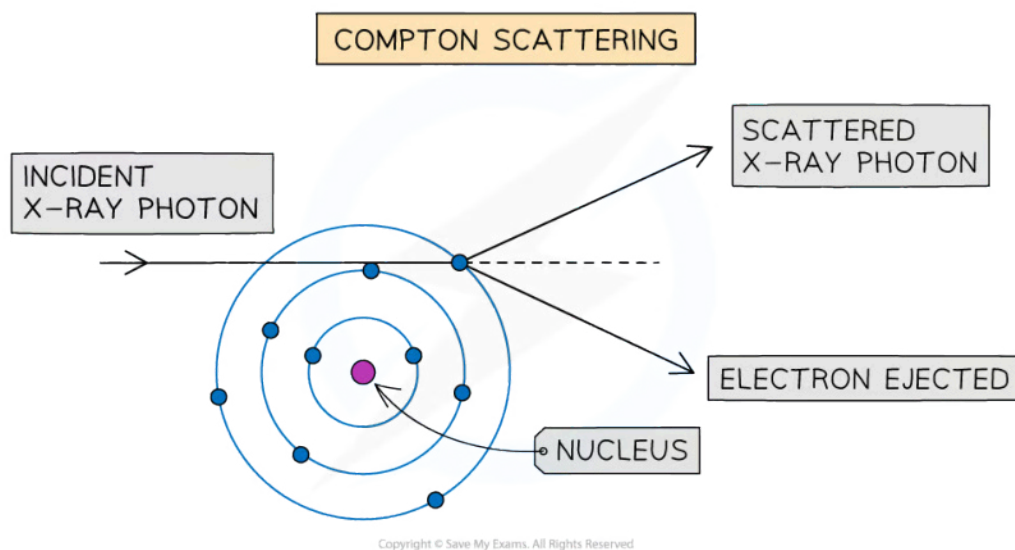 COMPTON SCATTERING
INCIDENT
X-RAY PHOTON
SCATTERED
X-RAY PHOTON
ELECTRON EJECTED
NUCLEUS
Copyright © Save My Exams. All Rights Reserved